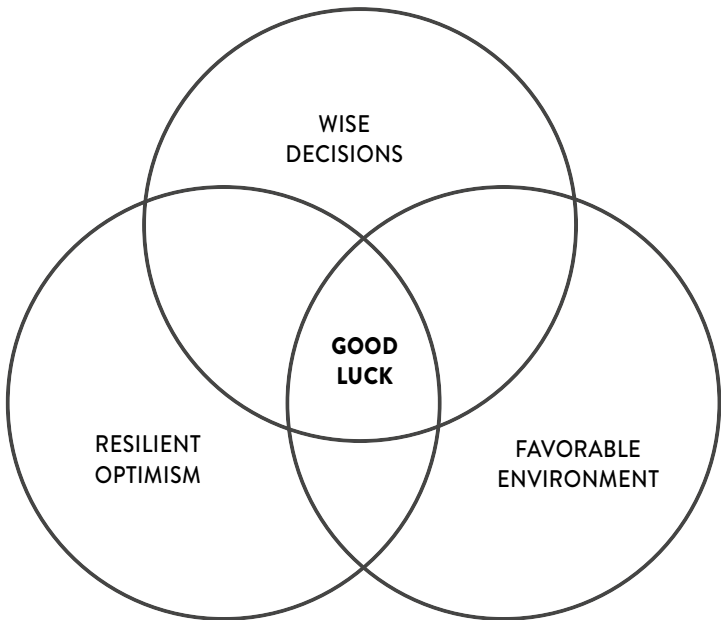 WISE
DECISIONS
GOOD
LUCK
RESILIENT
OPTIMISM
FAVORABLE
ENVIRONMENT